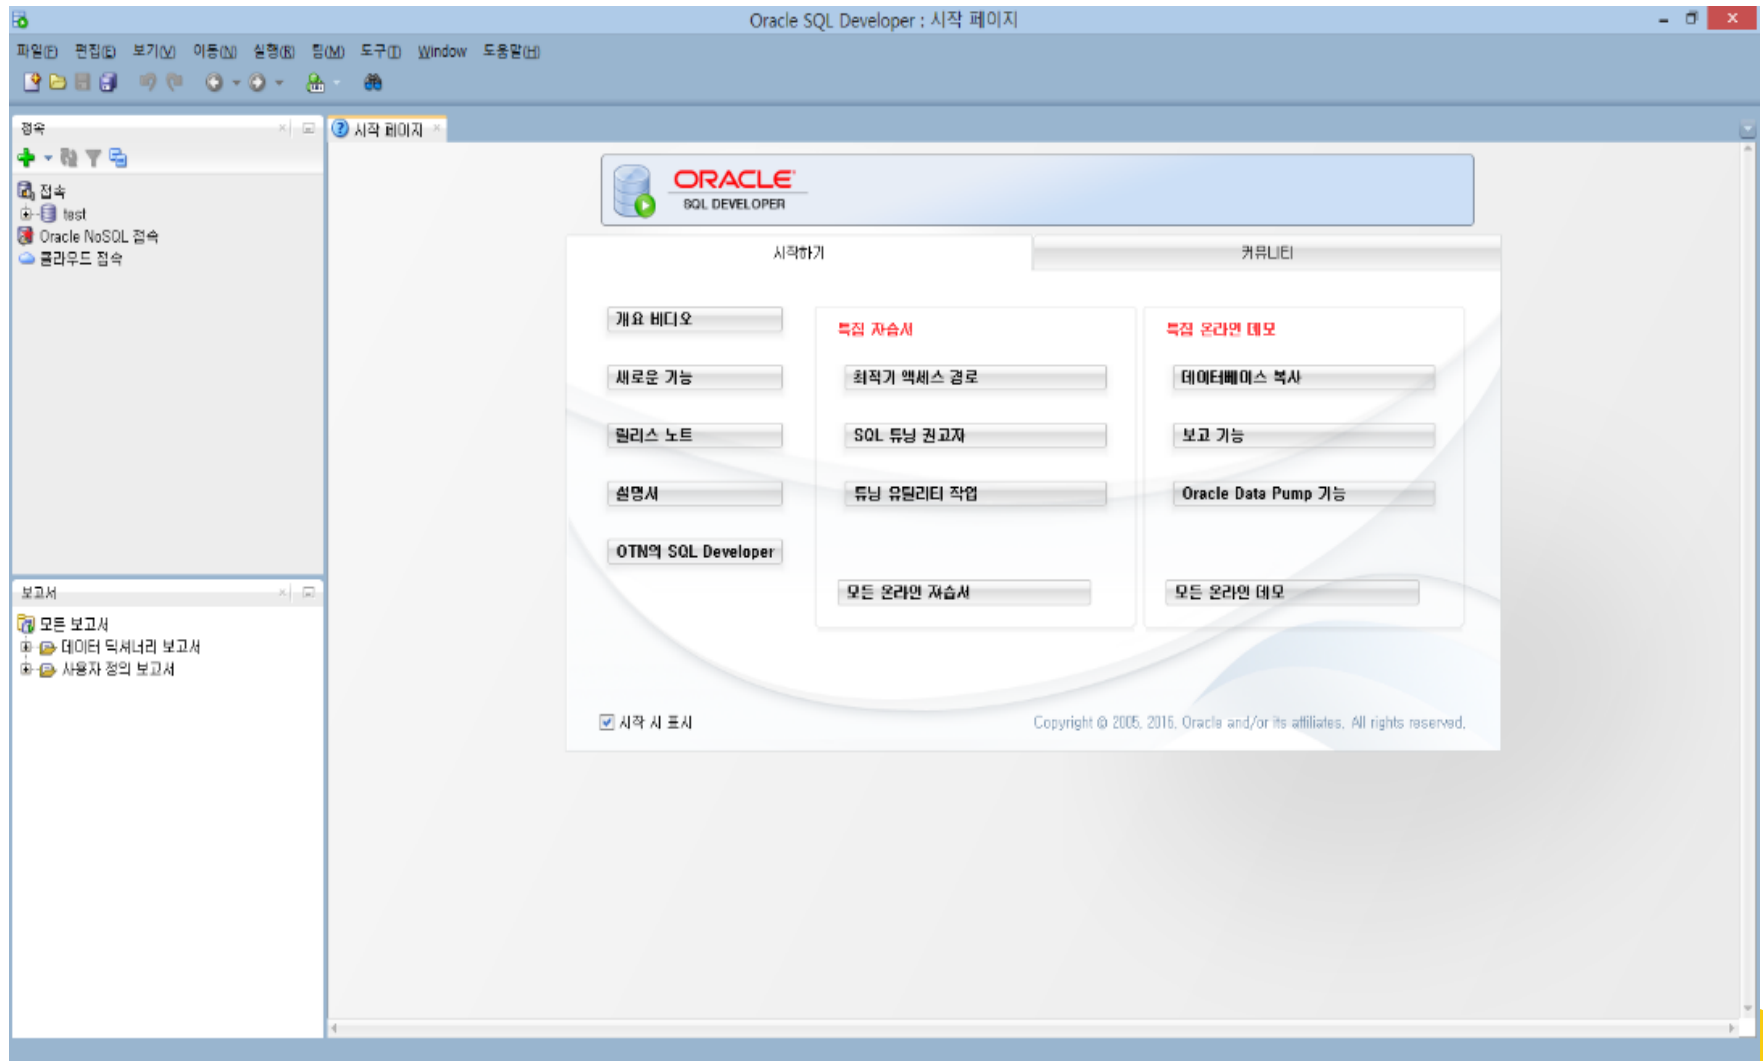 Oracle SQL Developer : 시작 페이지
파일(F) 편집(E) 보기(V) 이동(N) 실행(R) 팀(M) 도구(T) Window 도움말(H)
접속
시작 페이지
접속
test
Oracle NoSQL 접속
클라우드 접속
ORACLE
SQL DEVELOPER
시작하기
커뮤니티
개요 비디오
특집 자습서
특집 온라인 데모
새로운 기능
최적기 액세스 경로
데이터베이스 복사
릴리스 노트
SQL 튜닝 권고자
보고 기능
설명서
튜닝 유틸리티 작업
Oracle Data Pump 기능
OTN의 SQL Developer
모든 온라인 자습서
모든 온라인 데모
보고서
모든 보고서
데이터 딕셔너리 보고서
사용자 정의 보고서
시작 시 표시
Copyright © 2005, 2015, Oracle and/or its affiliates. All rights reserved.